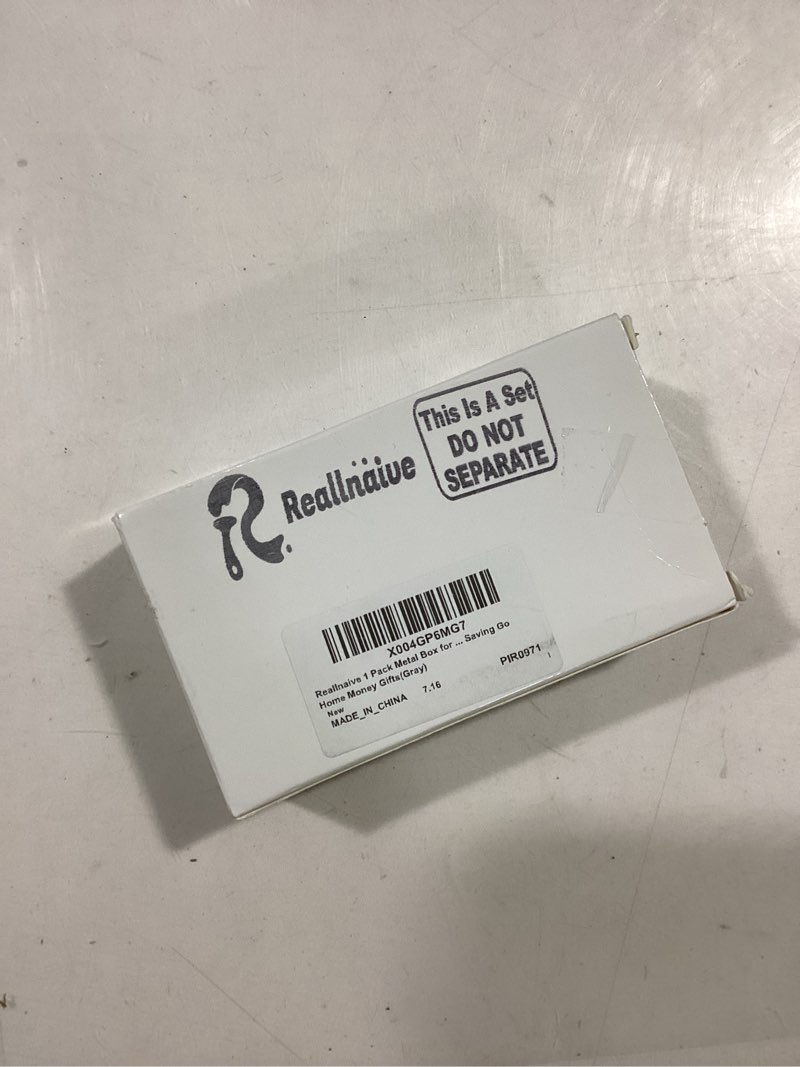 Reallnäive
This Is A Set
DO NOT
SEPARATE
X004GP6MG7
Reallnaive 1 Pack Metal Box for ... Saving Go
Home Money Gifts(Gray)
New
MADE_IN_CHINA 7.16 PIR0971